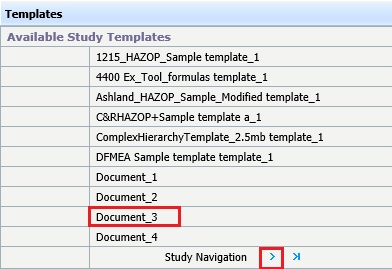 Templates
Available Study Templates
1215_HAZOP_Sample template_1
4400 Ex_Tool_formulas template_1
Ashland_HAZOP_Sample_Modified template_1
C&RHAZOP+Sample template a_1
ComplexHierarchyTemplate_2.5mb template_1
DFMEA Sample template template_1
Document_1
Document_2
Document_3
Document_4
Study Navigation